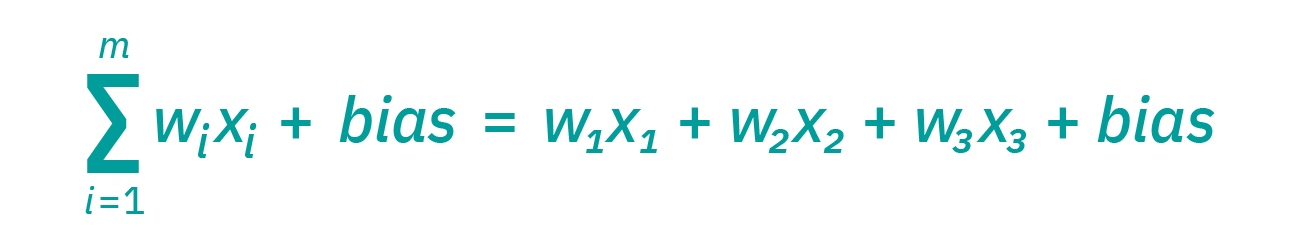 m
∑ wᵢxᵢ + bias = w₁x₁ + w₂x₂ + w₃x₃ + bias
i=1